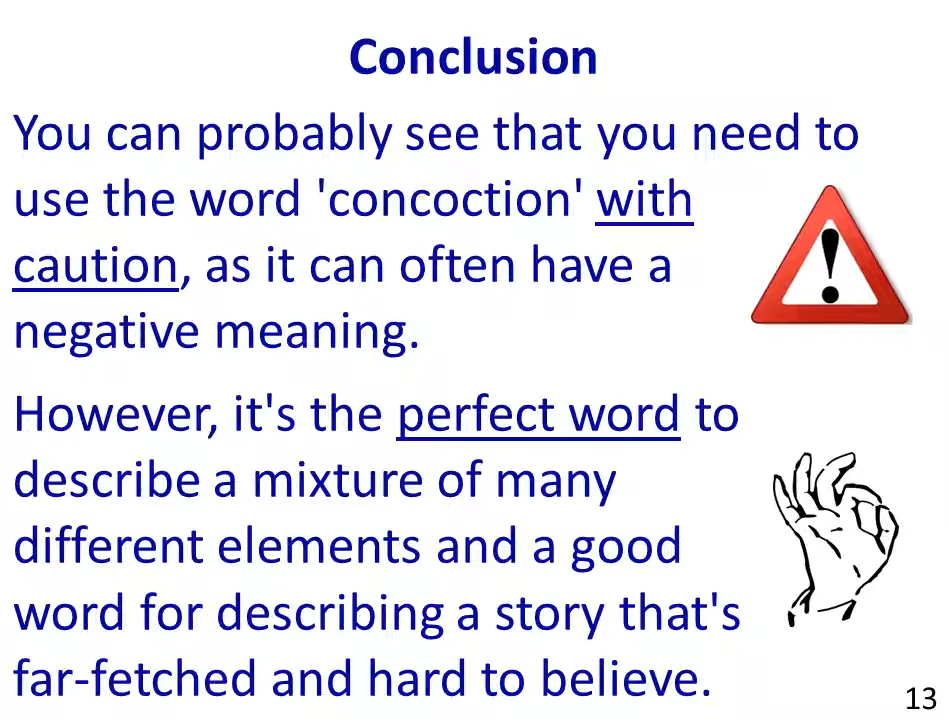 Conclusion
You can probably see that you need to
use the word 'concoction' with
caution, as it can often have a
negative meaning.
However, it's the perfect word to
describe a mixture of many
different elements and a good
word for describing a story that's
far-fetched and hard to believe.
13